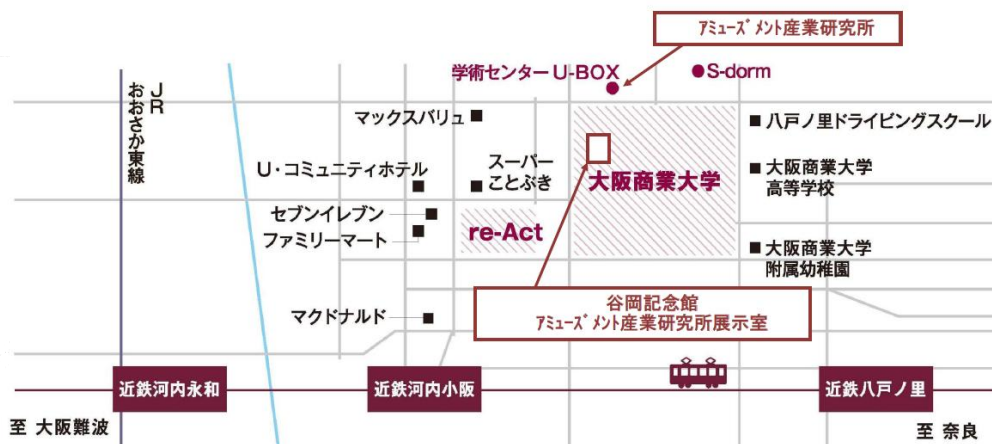 ｱﾐｭｰｽﾞﾒﾝﾄ産業研究所
学術センター U-BOX
S-dorm
JR
おおさか東線
マックスバリュ
八戸ノ里ドライビングスクール
U・コミュニティホテル
スーパー
ことぶき
大阪商業大学
大阪商業大学
高等学校
セブンイレブン
ファミリーマート
re-Act
大阪商業大学
附属幼稚園
マクドナルド
谷岡記念館
ｱﾐｭｰｽﾞﾒﾝﾄ産業研究所展示室
近鉄河内永和
近鉄河内小阪
近鉄八戸ノ里
至 大阪難波
至 奈良